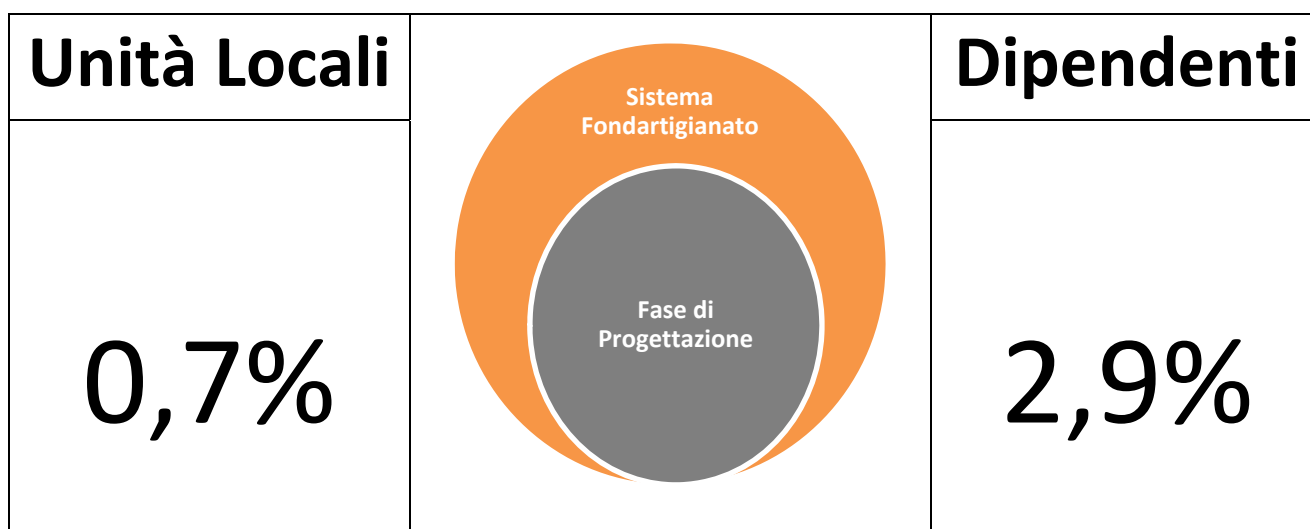 Unità Locali
Sistema
Fondartigianato
Dipendenti
Fase di
Progettazione
0,7%
2,9%